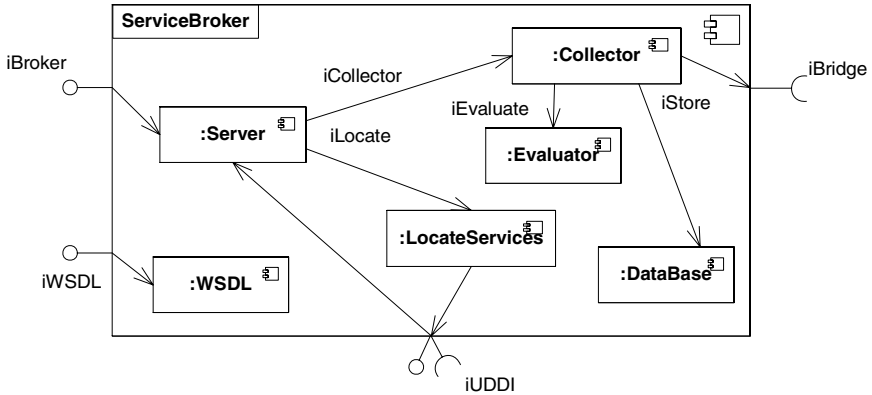 ServiceBroker
:Collector
iBroker
iBridge
iCollector
iEvaluate
iStore
:Server
iLocate
:Evaluator
:LocateServices
iWSDL
:WSDL
:DataBase
iUDDI